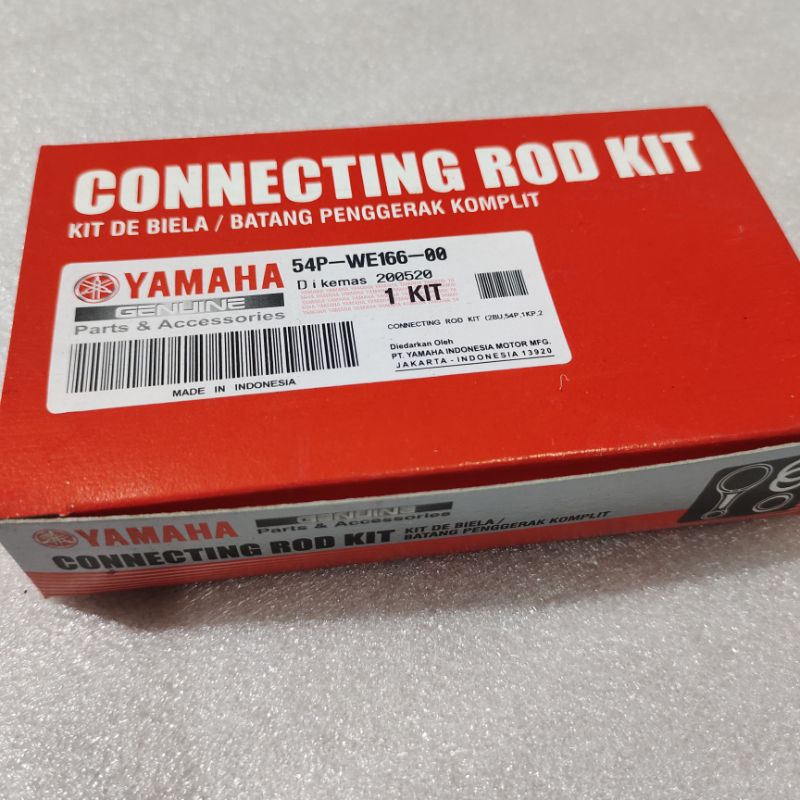 CONNECTING ROD KIT
KIT DE BIELA / BATANG PENGGERAK KOMPLIT
YAMAHA
GENUINE
Parts & Accessories
54P-WE166-00
Dikemas 200520
1 KIT
CONNECTING ROD KIT (2BU,54P,1KP,2
Diedarkan Oleh
PT. YAMAHA INDONESIA MOTOR MFG.
JAKARTA - INDONESIA 13920
MADE IN INDONESIA
YAMAHA
GENUINE
Parts & Accessories
CONNECTING ROD KIT
KIT DE BIELA /
BATANG PENGGERAK KOMPLIT